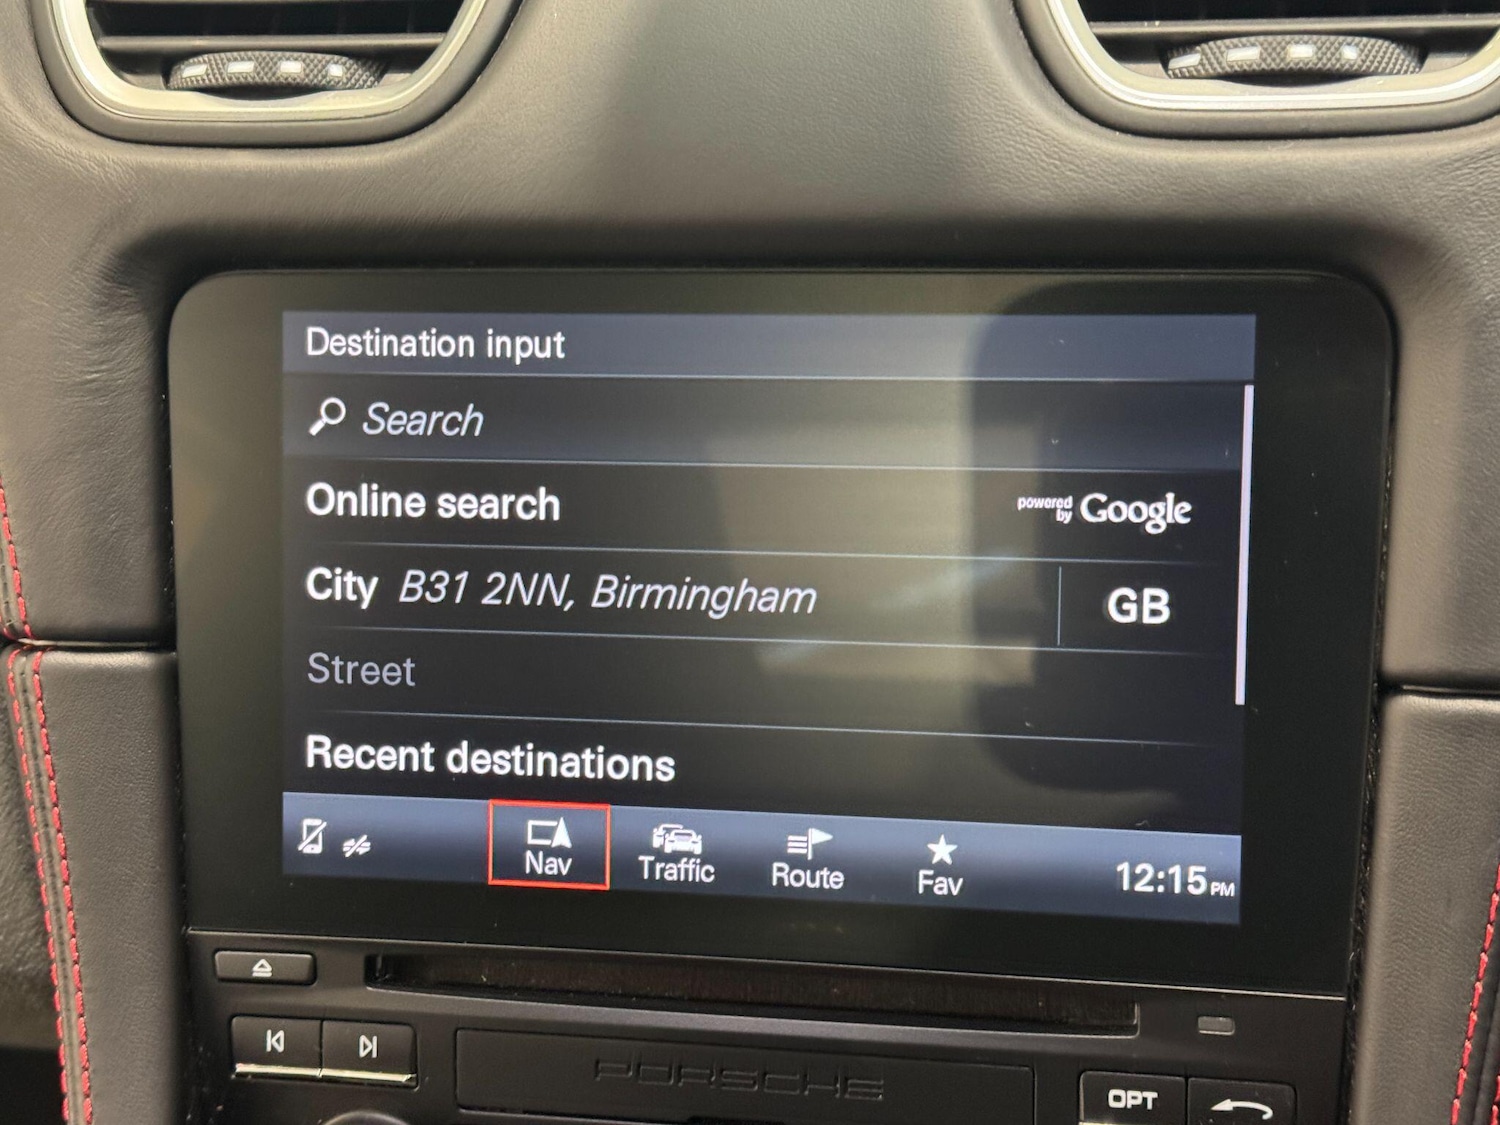 Destination input
Search
Online search powered by Google
City B31 2NN, Birmingham GB
Street
Recent destinations
Nav Traffic Route Fav 12:15 PM
PORSCHE
OPT